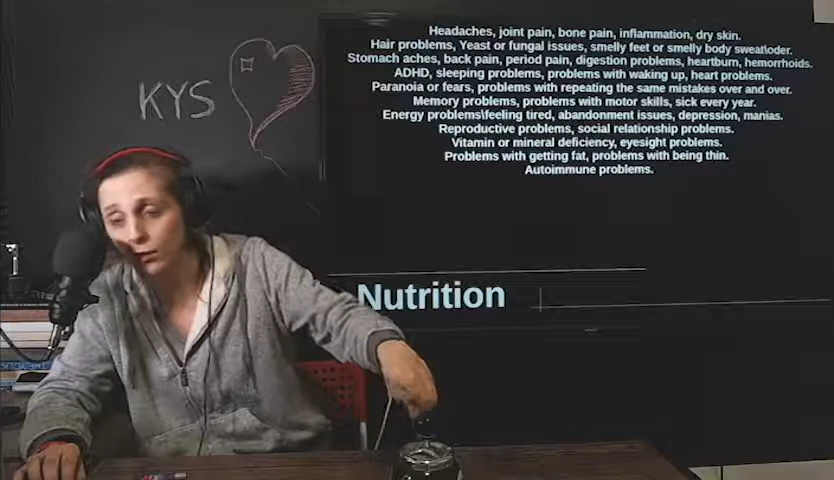 Headaches, joint pain, bone pain, inflammation, dry skin.
Hair problems, Yeast or fungal issues, smelly feet or smelly body sweat\oder.
Stomach aches, back pain, period pain, digestion problems, heartburn, hemorrhoids.
ADHD, sleeping problems, problems with waking up, heart problems.
Paranoia or fears, problems with repeating the same mistakes over and over.
Memory problems, problems with motor skills, sick every year.
Energy problems\feeling tired, abandonment issues, depression, manias.
Reproductive problems, social relationship problems.
Vitamin or mineral deficiency, eyesight problems.
Problems with getting fat, problems with being thin.
Autoimmune problems.
KYS
Nutrition